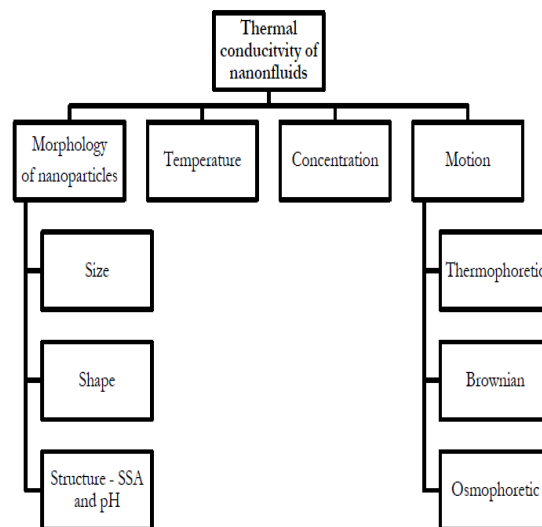 Thermal
conducitvity of
nanonfluids
Morphology
of nanoparticles
Temperature
Concentration
Motion
Size
Shape
Structure - SSA
and pH
Thermophoretic
Brownian
Osmophoretic